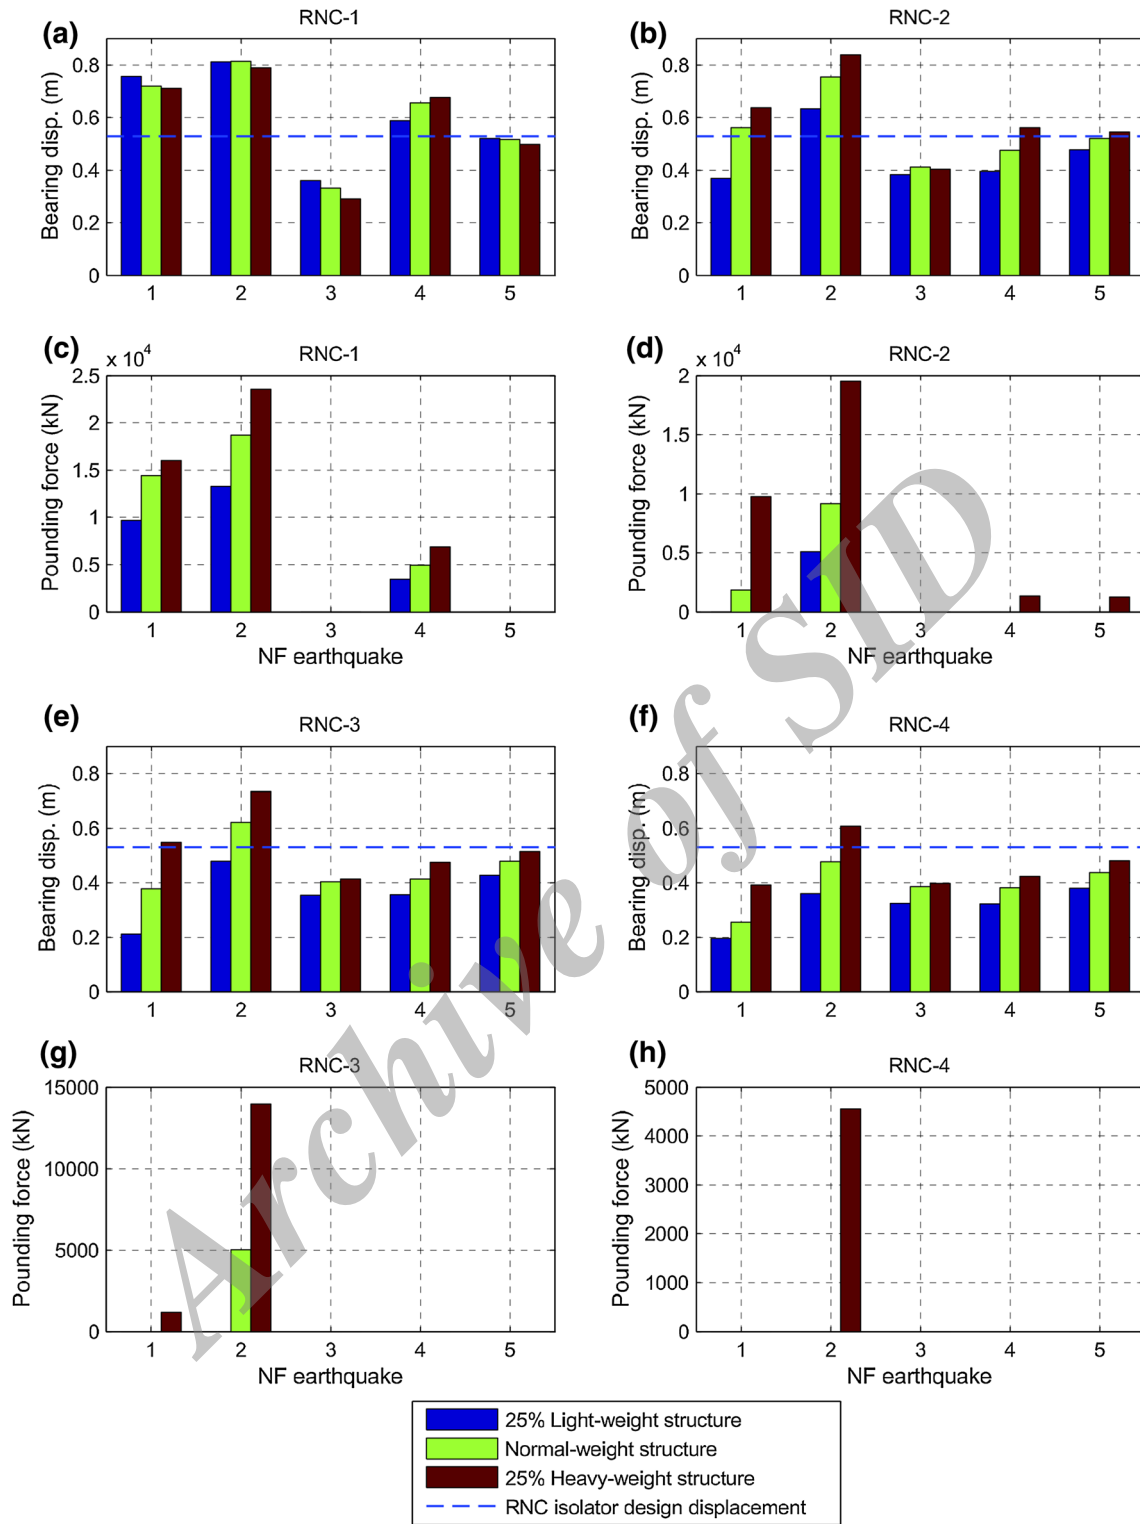 (a) RNC-1
Bearing disp. (m)
0.8
0.6
0.4
0.2
0
1 2 3 4 5
(b) RNC-2
Bearing disp. (m)
0.8
0.6
0.4
0.2
0
1 2 3 4 5
(c) RNC-1
x 10^4
Pounding force (kN)
2.5
2
1.5
1
0.5
0
1 2 3 4 5
NF earthquake
(d) RNC-2
x 10^4
Pounding force (kN)
2
1.5
1
0.5
0
1 2 3 4 5
NF earthquake
(e) RNC-3
Bearing disp. (m)
0.8
0.6
0.4
0.2
0
1 2 3 4 5
(f) RNC-4
Bearing disp. (m)
0.8
0.6
0.4
0.2
0
1 2 3 4 5
(g) RNC-3
Pounding force (kN)
15000
10000
5000
0
1 2 3 4 5
NF earthquake
(h) RNC-4
Pounding force (kN)
5000
4000
3000
2000
1000
0
1 2 3 4 5
NF earthquake
25% Light-weight structure
Normal-weight structure
25% Heavy-weight structure
RNC isolator design displacement
Archive of SID